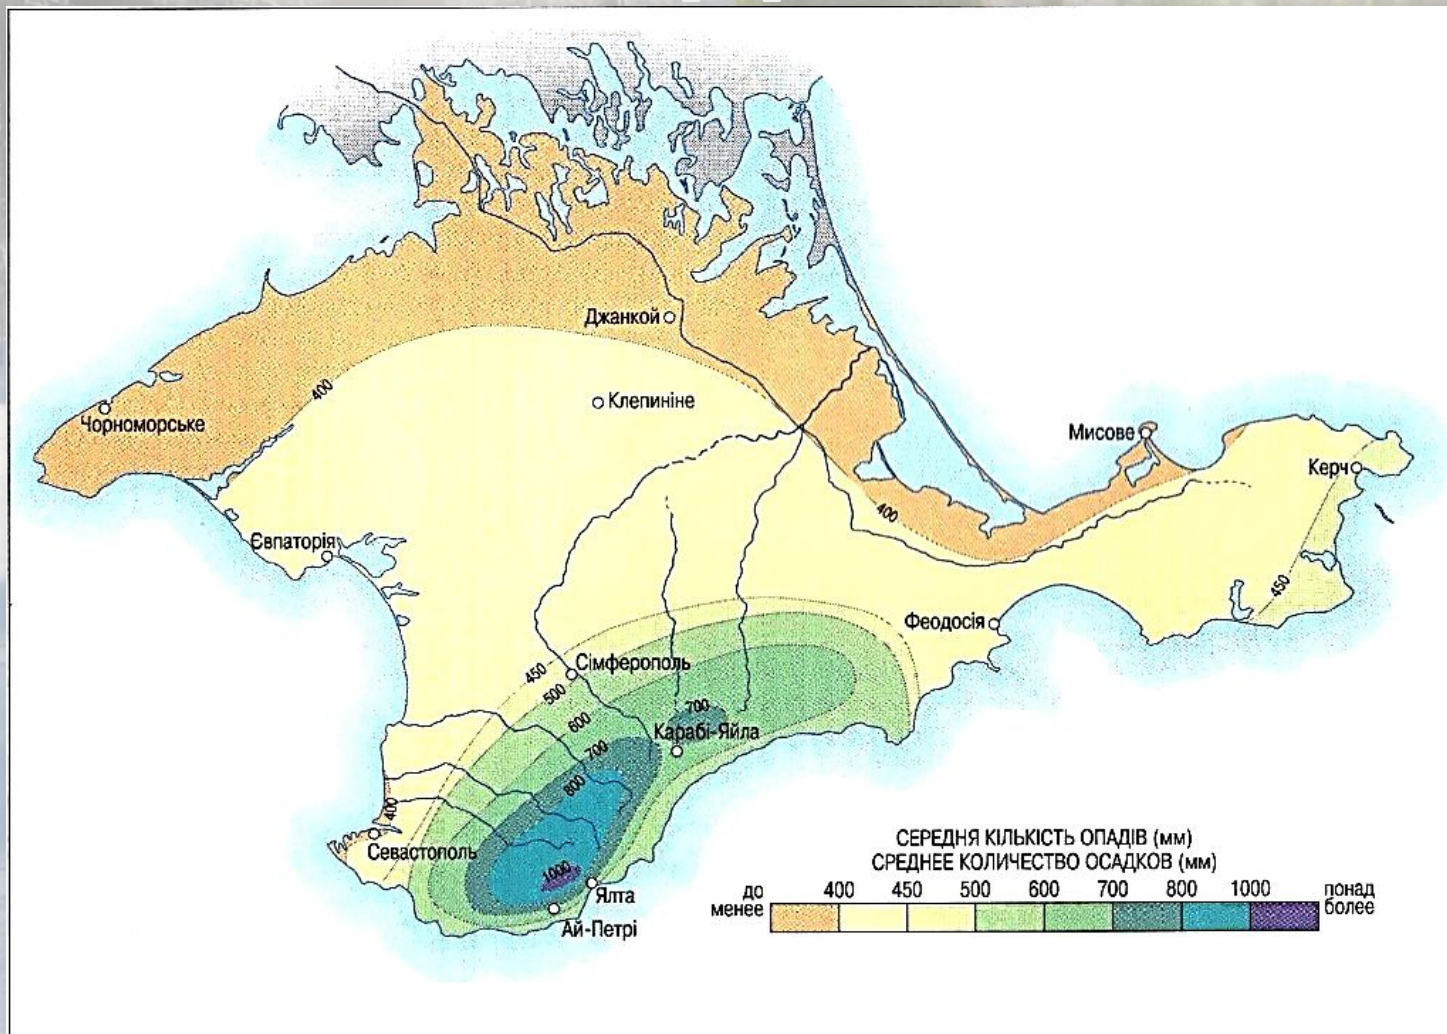 Джанкой
400
Клепиніне
Чорноморське
Мисове
Керч
400
Євпаторія
450
Феодосія
450
Сімферополь
500
600
700
Карабі-Яйла
700
800
400
Севастополь
1000
Ялта
Ай-Петрі
СЕРЕДНЯ КІЛЬКІСТЬ ОПАДІВ (мм)
СРЕДНЕЕ КОЛИЧЕСТВО ОСАДКОВ (мм)
до 400 450 500 600 700 800 1000 понад
менее более